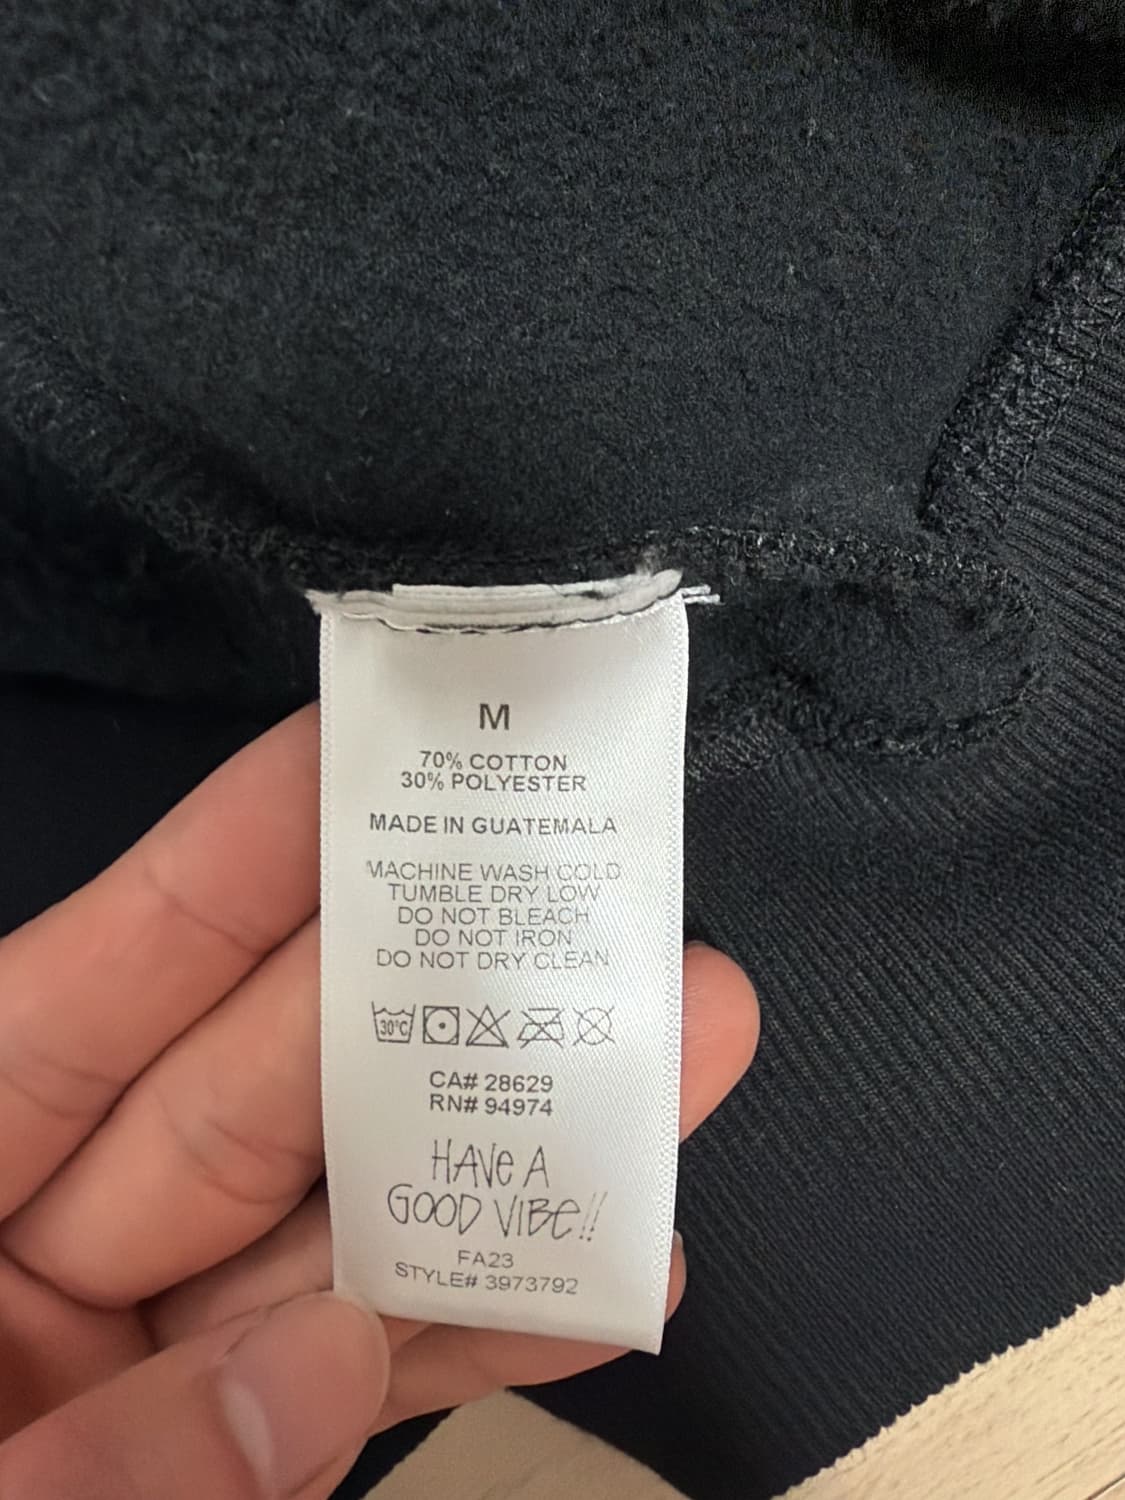 M
70% COTTON
30% POLYESTER
MADE IN GUATEMALA
MACHINE WASH COLD
TUMBLE DRY LOW
DO NOT BLEACH
DO NOT IRON
DO NOT DRY CLEAN
30°C
CA# 28629
RN# 94974
HAVe A
GOOD VIBe!!
FA23
STYLE# 3973792